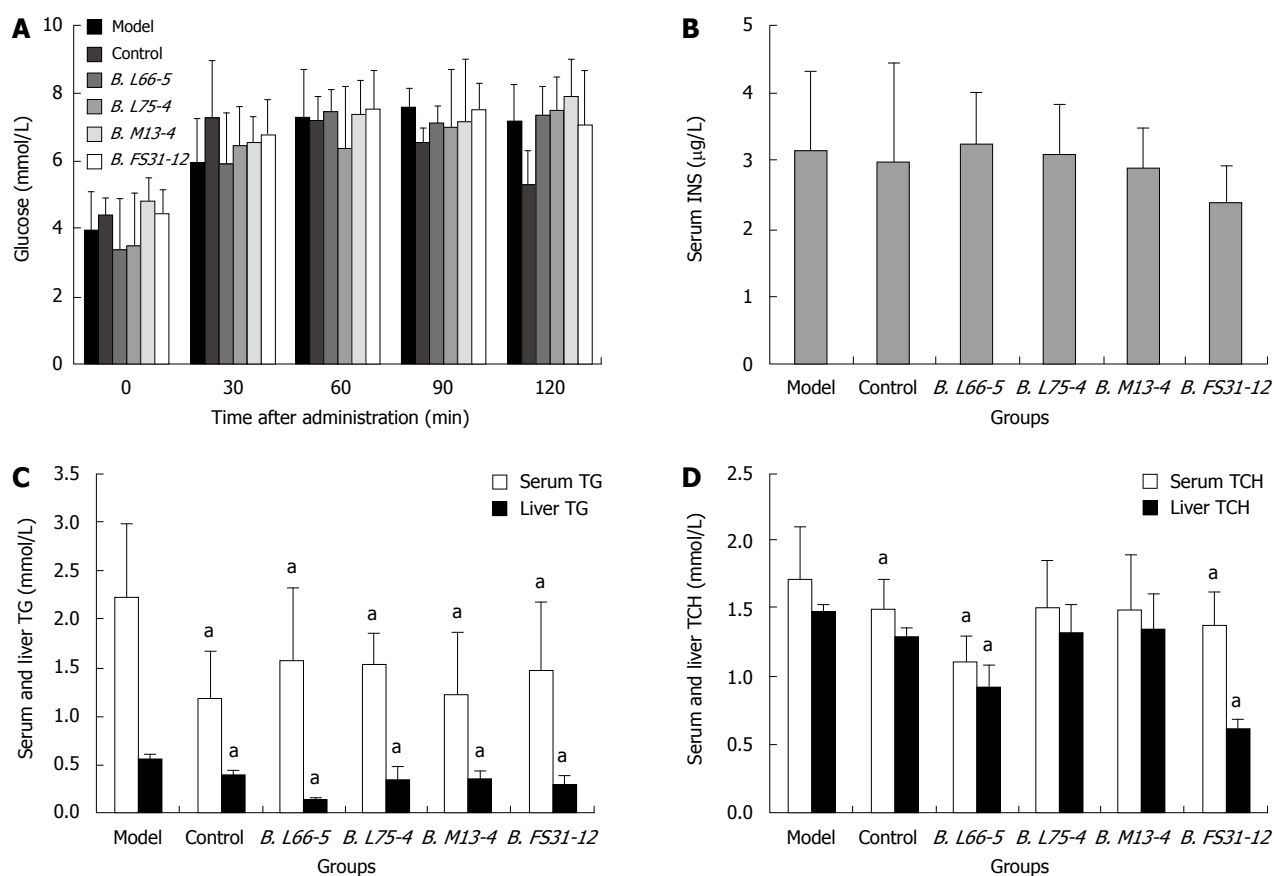 A
Glucose (mmol/L)
10
8
6
4
2
0
Model
Control
B. L66-5
B. L75-4
B. M13-4
B. FS31-12
0 30 60 90 120
Time after administration (min)
B
Serum INS (μg/L)
5
4
3
2
1
0
Model Control B. L66-5 B. L75-4 B. M13-4 B. FS31-12
Groups
C
Serum and liver TG (mmol/L)
3.5
3.0
2.5
2.0
1.5
1.0
0.5
0.0
Serum TG
Liver TG
a a a a a
a a a a a
Model Control B. L66-5 B. L75-4 B. M13-4 B. FS31-12
Groups
D
Serum and liver TCH (mmol/L)
2.5
2.0
1.5
1.0
0.5
0.0
Serum TCH
Liver TCH
a a a
a a
Model Control B. L66-5 B. L75-4 B. M13-4 B. FS31-12
Groups